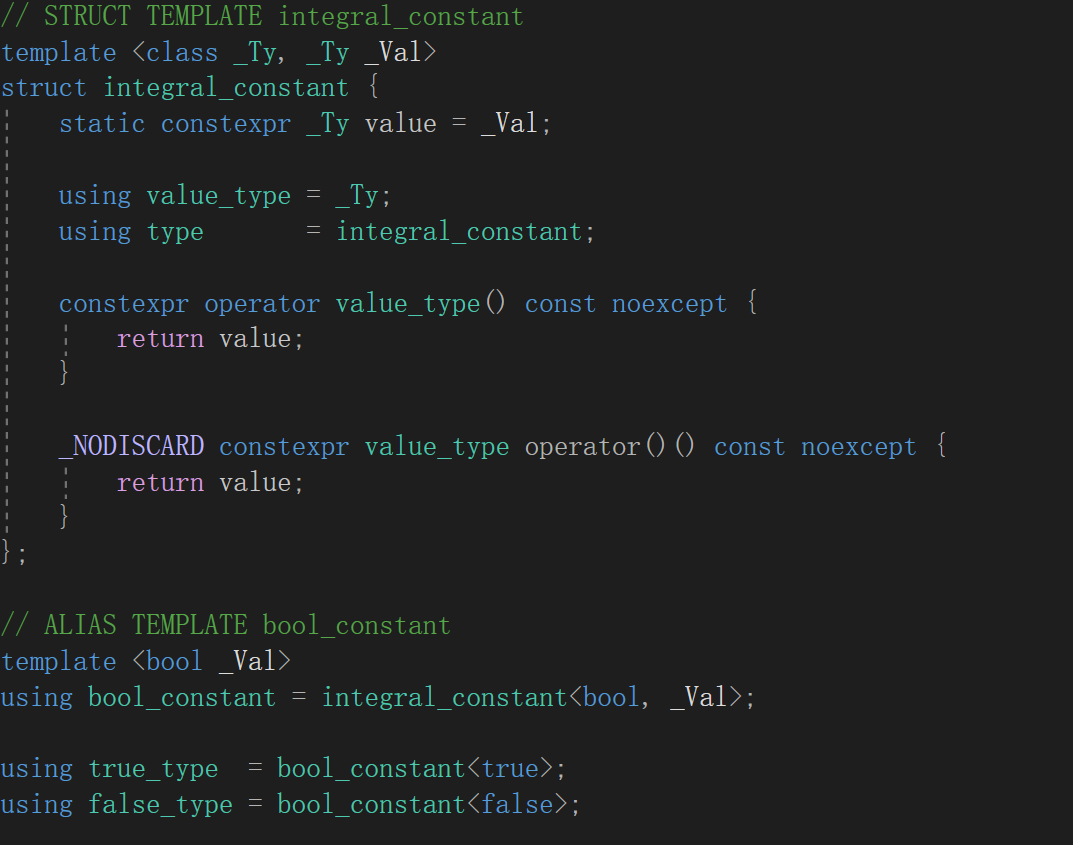 // STRUCT TEMPLATE integral_constant
template <class _Ty, _Ty _Val>
struct integral_constant {
    static constexpr _Ty value = _Val;

    using value_type = _Ty;
    using type       = integral_constant;

    constexpr operator value_type() const noexcept {
        return value;
    }

    _NODISCARD constexpr value_type operator()() const noexcept {
        return value;
    }
};

// ALIAS TEMPLATE bool_constant
template <bool _Val>
using bool_constant = integral_constant<bool, _Val>;

using true_type  = bool_constant<true>;
using false_type = bool_constant<false>;